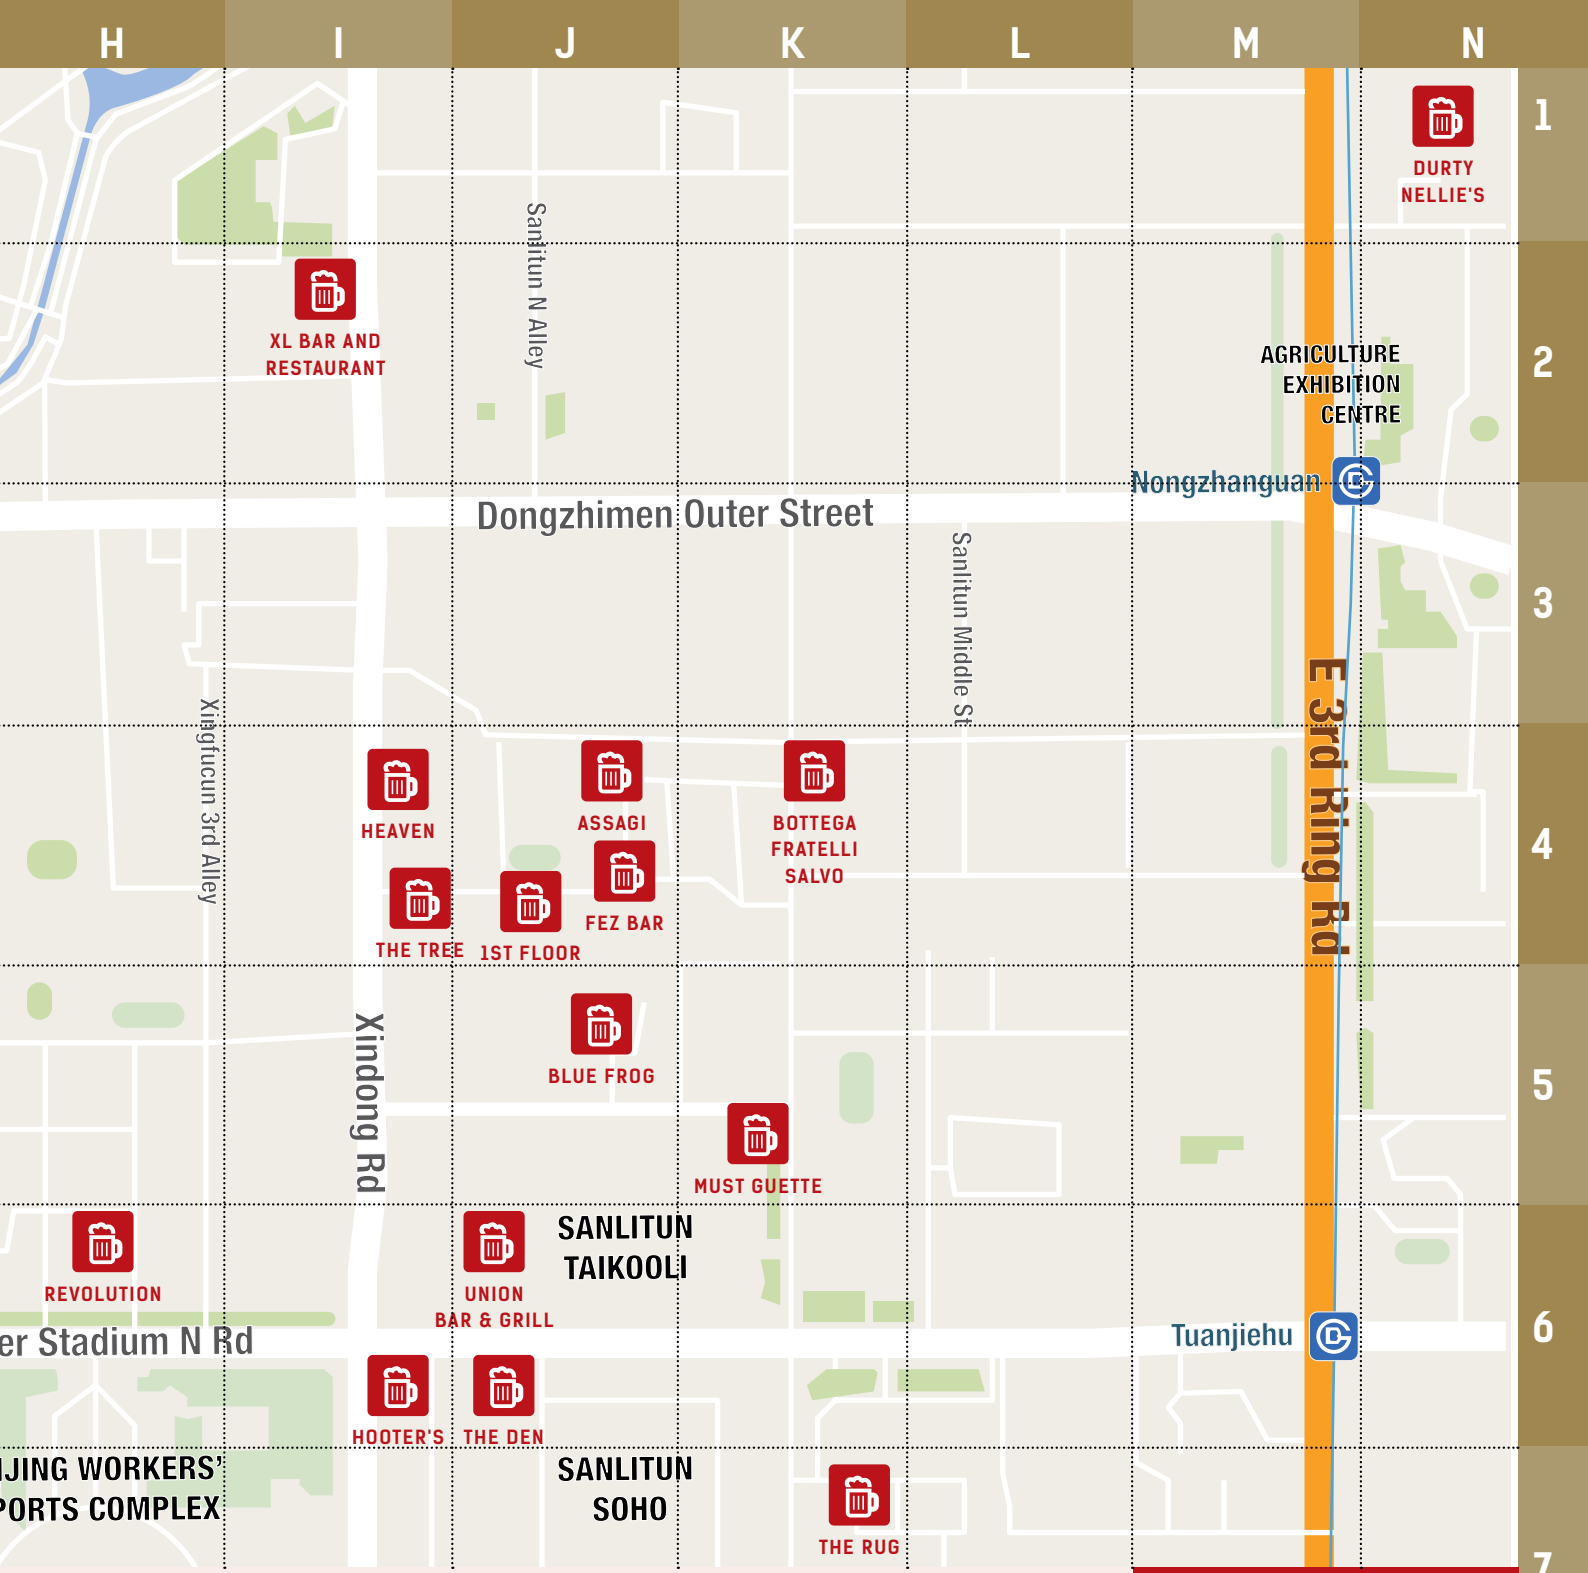 H I J K L M N
1
DURTY
NELLIE'S
Sanlitun N Alley
XL BAR AND
RESTAURANT
2
AGRICULTURE
EXHIBITION
CENTRE
Nongzhanguan
Dongzhimen Outer Street
Sanlitun Middle St
3
E 3rd Ring Rd
Xingfucun 3rd Alley
HEAVEN
ASSAGI
BOTTEGA
FRATELLI
SALVO
4
FEZ BAR
THE TREE
1ST FLOOR
Xindong Rd
BLUE FROG
5
MUST GUETTE
REVOLUTION
UNION
BAR & GRILL
SANLITUN
TAIKOOLI
er Stadium N Rd
Tuanjiehu
6
HOOTER'S
THE DEN
IJING WORKERS’
PORTS COMPLEX
SANLITUN
SOHO
THE RUG
7